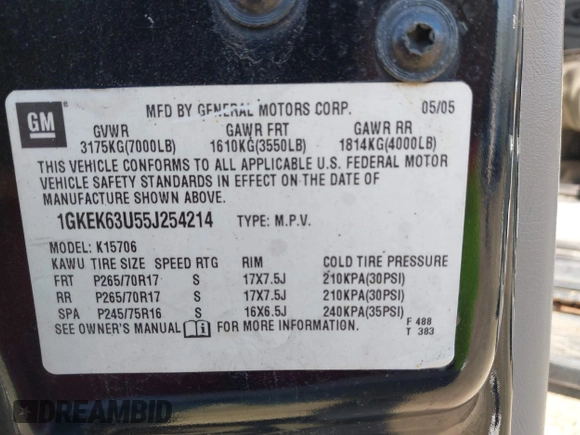 GM
MFD BY GENERAL MOTORS CORP. 05/05
GVWR GAWR FRT GAWR RR
3175KG(7000LB) 1610KG(3550LB) 1814KG(4000LB)
THIS VEHICLE CONFORMS TO ALL APPLICABLE U.S. FEDERAL MOTOR
VEHICLE SAFETY STANDARDS IN EFFECT ON THE DATE OF
MANUFACTURE SHOWN ABOVE.
1GKEK63U55J254214 TYPE: M.P.V.
MODEL: K15706
KAWU TIRE SIZE SPEED RTG RIM COLD TIRE PRESSURE
FRT P265/70R17 S 17X7.5J 210KPA(30PSI)
RR P265/70R17 S 17X7.5J 210KPA(30PSI)
SPA P245/75R16 S 16X6.5J 240KPA(35PSI)
SEE OWNER'S MANUAL FOR MORE INFORMATION. F 488
T 383
DREAMBID